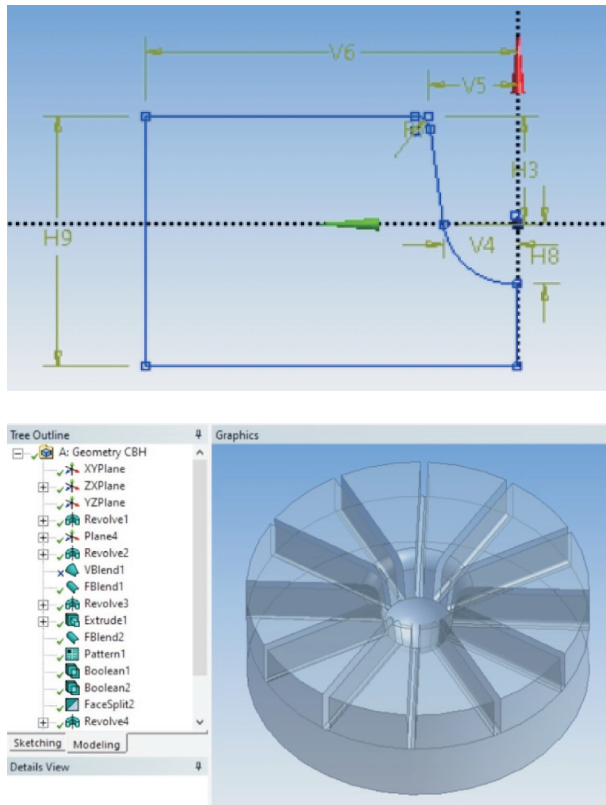 V6
V5
H3
H9
V4
H8
Tree Outline
Graphics
A: Geometry CBH
XYPlane
ZXPlane
YZPlane
Revolve1
Plane4
Revolve2
VBlend1
FBlend1
Revolve3
Extrude1
FBlend2
Pattern1
Boolean1
Boolean2
FaceSplit2
Revolve4
Sketching Modeling
Details View